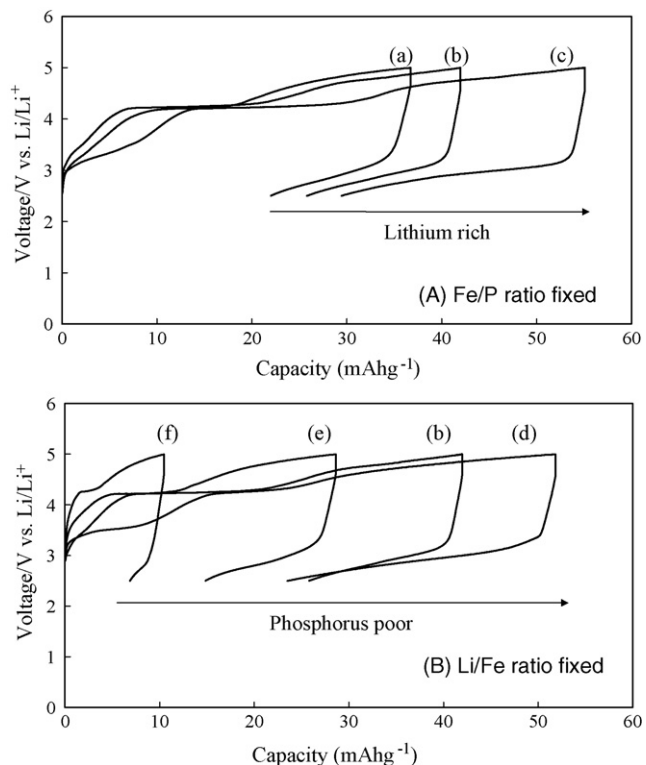 6
5
4
3
2
1
0
Voltage/V vs. Li/Li⁺
(a) (b) (c)
Lithium rich
(A) Fe/P ratio fixed
0 10 20 30 40 50 60
Capacity (mAhg⁻¹)
6
5
4
3
2
1
0
Voltage/V vs. Li/Li⁺
(f) (e) (b) (d)
Phosphorus poor
(B) Li/Fe ratio fixed
0 10 20 30 40 50 60
Capacity (mAhg⁻¹)